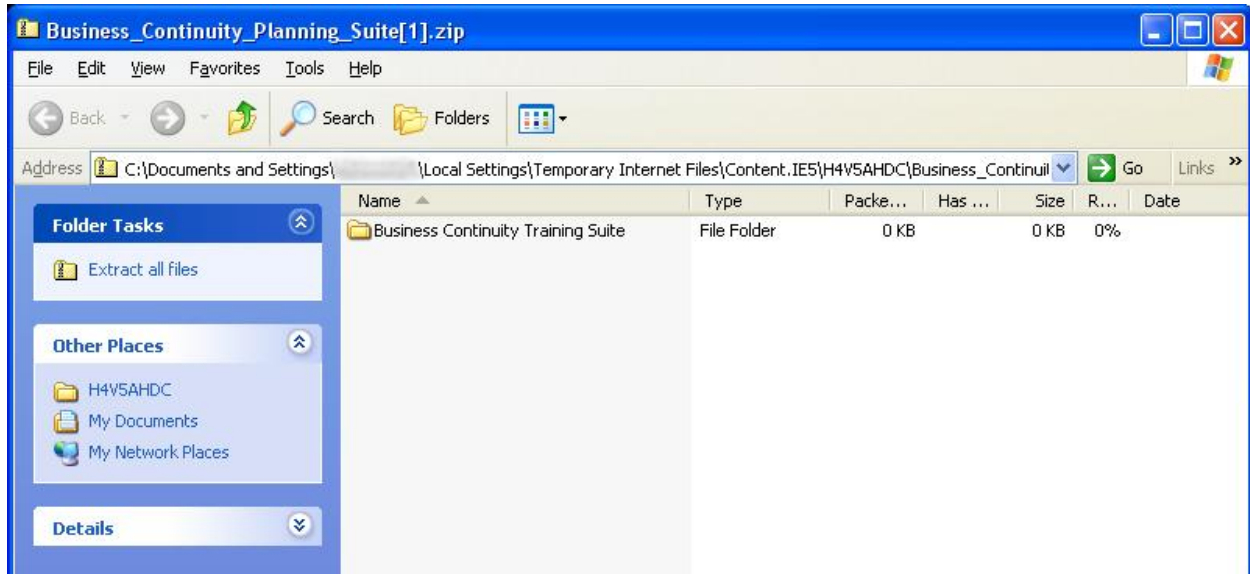 Business_Continuity_Planning_Suite[1].zip
File Edit View Favorites Tools Help
Back Search Folders
Address C:\Documents and Settings\ \Local Settings\Temporary Internet Files\Content.IE5\H4V5AHDC\Business_Continuit Go Links »
Name Type Packe... Has ... Size R... Date
Folder Tasks
Business Continuity Training Suite File Folder 0 KB 0 KB 0%
Extract all files
Other Places
H4V5AHDC
My Documents
My Network Places
Details